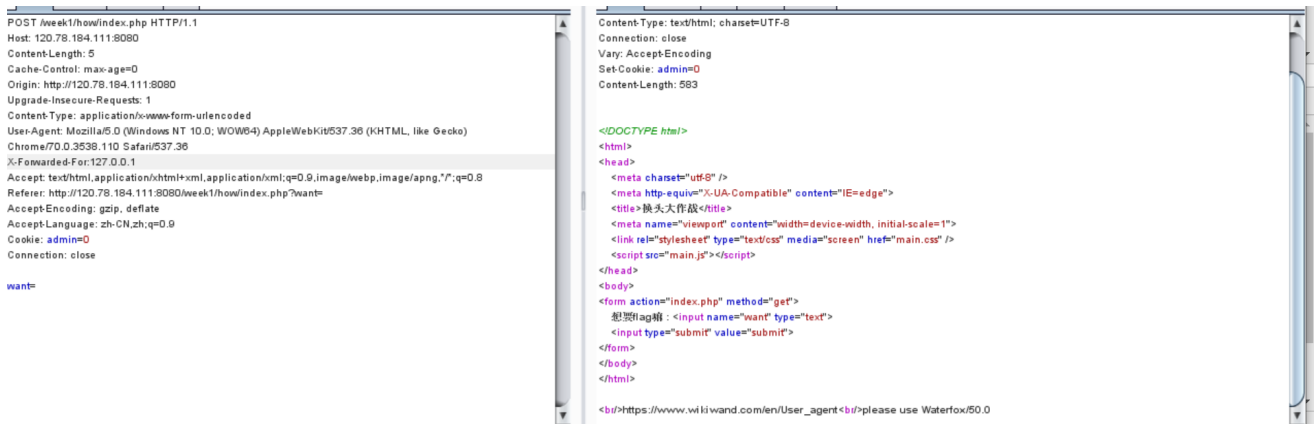 POST /week1/how/index.php HTTP/1.1
Host: 120.78.184.111:8080
Content-Length: 5
Cache-Control: max-age=0
Origin: http://120.78.184.111:8080
Upgrade-Insecure-Requests: 1
Content-Type: application/x-www-form-urlencoded
User-Agent: Mozilla/5.0 (Windows NT 10.0; WOW64) AppleWebKit/537.36 (KHTML, like Gecko)
Chrome/70.0.3538.110 Safari/537.36
X-Forwarded-For:127.0.0.1
Accept: text/html,application/xhtml+xml,application/xml;q=0.9,image/webp,image/apng,*/*;q=0.8
Referer: http://120.78.184.111:8080/week1/how/index.php?want=
Accept-Encoding: gzip, deflate
Accept-Language: zh-CN,zh;q=0.9
Cookie: admin=0
Connection: close
want=
Content-Type: text/html; charset=UTF-8
Connection: close
Vary: Accept-Encoding
Set-Cookie: admin=0
Content-Length: 583
<!DOCTYPE html>
<html>
<head>
<meta charset="utf-8" />
<meta http-equiv="X-UA-Compatible" content="IE=edge">
<title>换头大作战</title>
<meta name="viewport" content="width=device-width, initial-scale=1">
<link rel="stylesheet" type="text/css" media="screen" href="main.css" />
<script src="main.js"></script>
</head>
<body>
<form action="index.php" method="get">
想要flag嘛：<input name="want" type="text">
<input type="submit" value="submit">
</form>
</body>
</html>
<br/>https://www.wikiwand.com/en/User_agent<br/>please use Waterfox/50.0